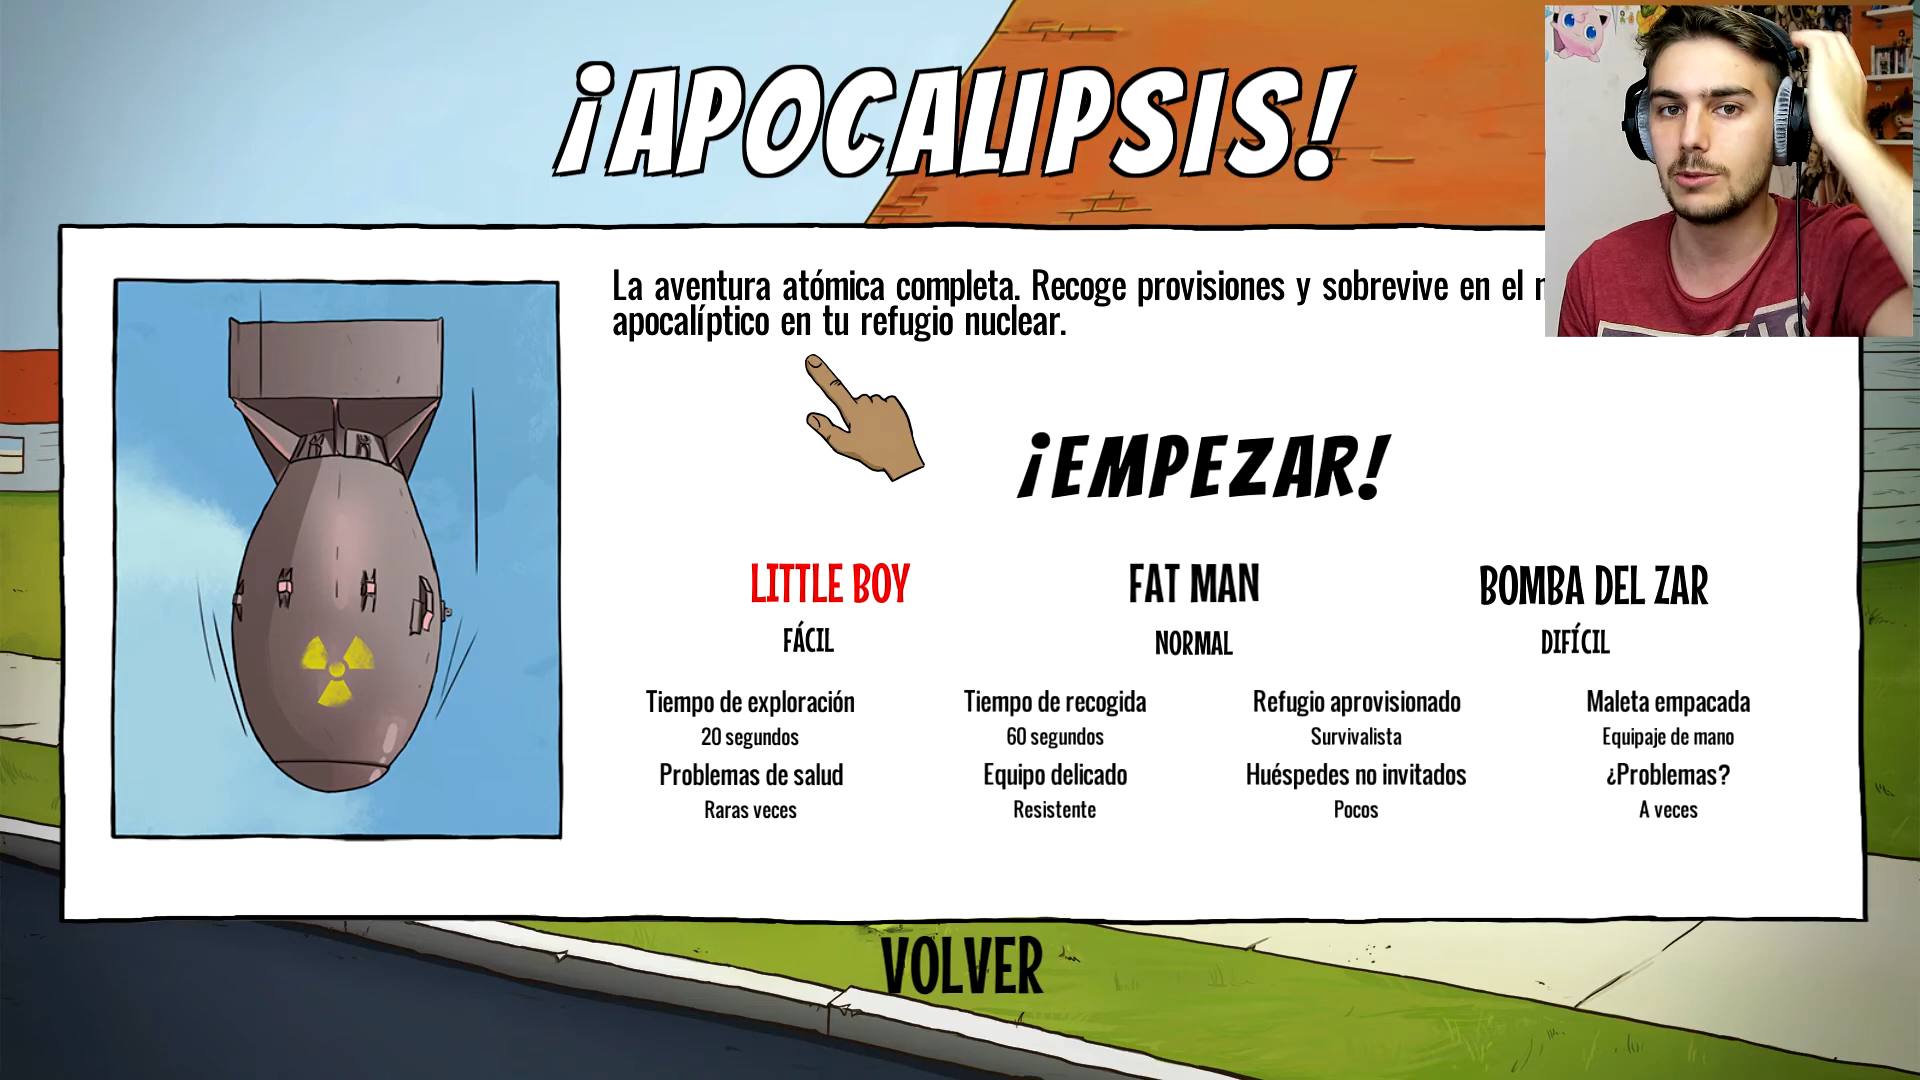 ¡APOCALIPSIS!
La aventura atómica completa. Recoge provisiones y sobrevive en el
apocalíptico en tu refugio nuclear.
¡EMPEZAR!
LITTLE BOY FAT MAN BOMBA DEL ZAR
FÁCIL NORMAL DIFÍCIL
Tiempo de exploración Tiempo de recogida Refugio aprovisionado Maleta empacada
20 segundos 60 segundos Survivalista Equipaje de mano
Problemas de salud Equipo delicado Huéspedes no invitados ¿Problemas?
Raras veces Resistente Pocos A veces
VOLVER